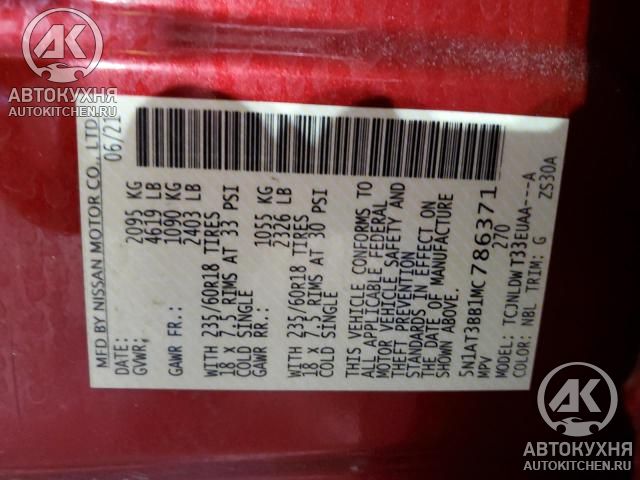 АК
АВТОКУХНЯ
AUTOKITCHEN.RU
MFD BY NISSAN MOTOR CO., LTD.
DATE: 06/21
GVWR: 2095 KG
4619 LB
GAWR FR.: 1090 KG
2403 LB
WITH 235/60R18 TIRES
18 x 7.5 RIMS AT 33 PSI
COLD SINGLE
GAWR RR.: 1055 KG
2326 LB
WITH 235/60R18 TIRES
18 x 7.5 RIMS AT 30 PSI
COLD SINGLE
THIS VEHICLE CONFORMS TO
ALL APPLICABLE FEDERAL
MOTOR VEHICLE SAFETY AND
THEFT PREVENTION
STANDARDS IN EFFECT ON
THE DATE OF MANUFACTURE
SHOWN ABOVE.
5N1AT3BB1MC786371
MPV 270
MODEL: TCJNLDWT33EUAA---A
COLOR: NBL TRIM: G ZS30A
АК
АВТОКУХНЯ
AUTOKITCHEN.RU